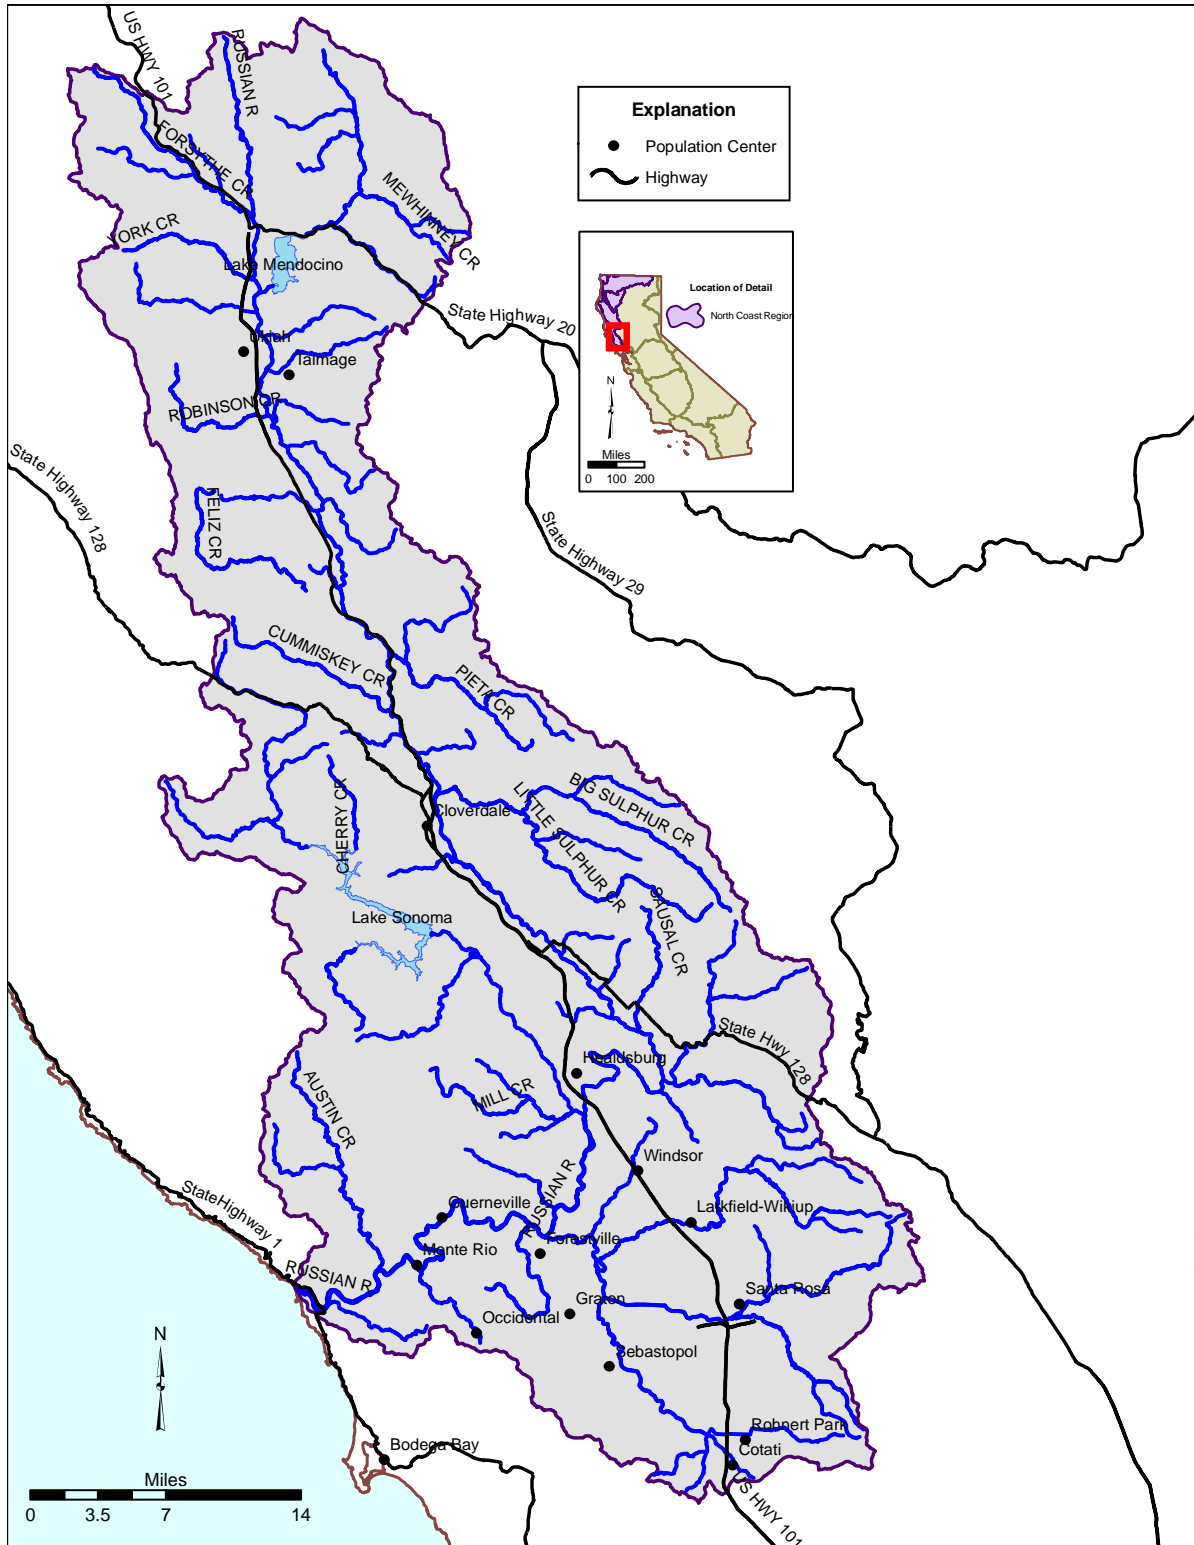 US HWY 101
RUSSIAN R
FORSYTHE CR
MEWHINNEY CR
YORK CR
Lake Mendocino
Explanation
Population Center
Highway
Location of Detail
North Coast Region
N
Miles
0 100 200
State Highway 20
Ukiah
Talmage
ROBINSON CR
State Highway 128
FELIZ CR
State Highway 29
CUMMISKEY CR
PIETA CR
BIG SULPHUR CR
LITTLE SULPHUR CR
CHERRY CR
Cloverdale
SAUSAL CR
Lake Sonoma
State Hwy 128
Healdsburg
AUSTIN CR
MILL CR
Windsor
RUSSIAN R
Guerneville
Larkfield-Wikiup
StateHighway 1
Forestville
Monte Rio
RUSSIAN R
Santa Rosa
Graton
Occidental
Sebastopol
N
Rohnert Park
Cotati
Bodega Bay
US HWY 101
Miles
0 3.5 7 14